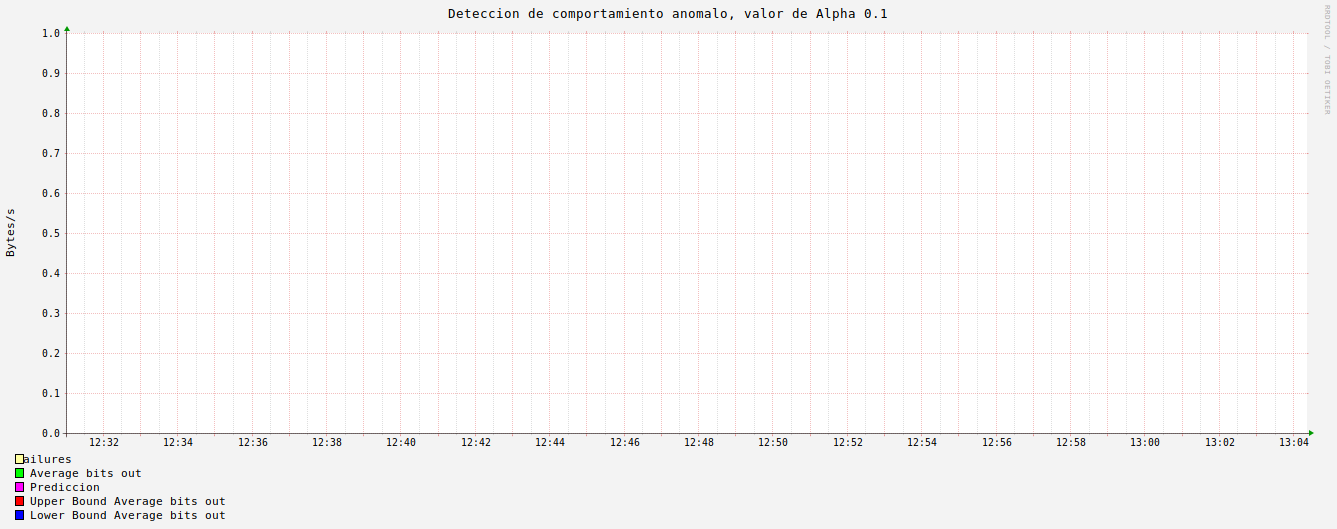 Deteccion de comportamiento anomalo, valor de Alpha 0.1
RRDTOOL / TOBI OETIKER
Bytes/s
1.0
0.9
0.8
0.7
0.6
0.5
0.4
0.3
0.2
0.1
0.0
12:32 12:34 12:36 12:38 12:40 12:42 12:44 12:46 12:48 12:50 12:52 12:54 12:56 12:58 13:00 13:02 13:04
ailures
Average bits out
Prediccion
Upper Bound Average bits out
Lower Bound Average bits out